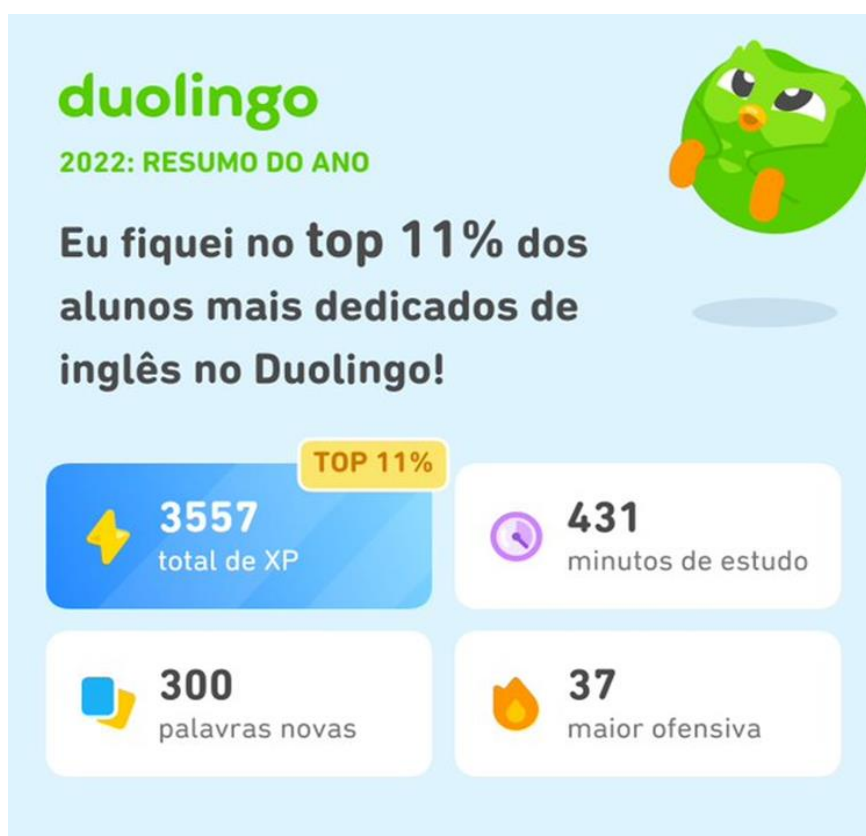 duolingo
2022: RESUMO DO ANO
Eu fiquei no top 11% dos
alunos mais dedicados de
inglês no Duolingo!
TOP 11%
3557
total de XP
431
minutos de estudo
300
palavras novas
37
maior ofensiva